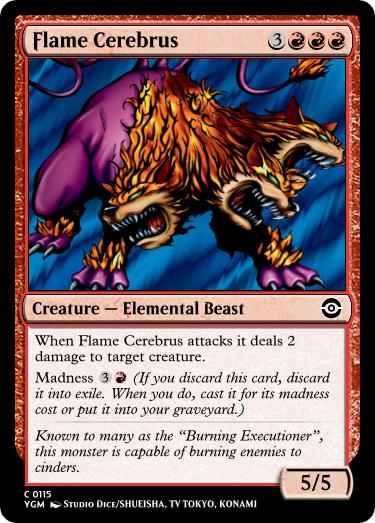 Flame Cerebrus 3
Creature — Elemental Beast
When Flame Cerebrus attacks it deals 2
damage to target creature.
Madness 3 (If you discard this card, discard
it into exile. When you do, cast it for its madness
cost or put it into your graveyard.)
Known to many as the “Burning Executioner”,
this monster is capable of burning enemies to
cinders.
5/5
C 0115
YGM Studio Dice/SHUEISHA, TV TOKYO, KONAMI